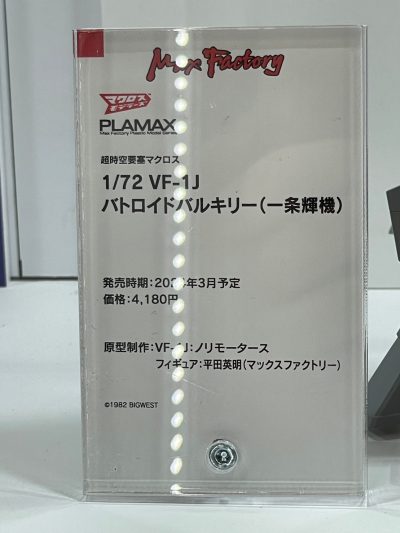 Max Factory
マクロス
モデラーズ
PLAMAX
Max Factory Plastic Model Series
超時空要塞マクロス
1/72 VF-1J
バトロイドバルキリー(一条輝機)
発売時期:年3月予定
価格:4,180円
原型制作:VF-1J:ノリモータース
フィギュア:平田英明(マックスファクトリー)
©1982 BIGWEST